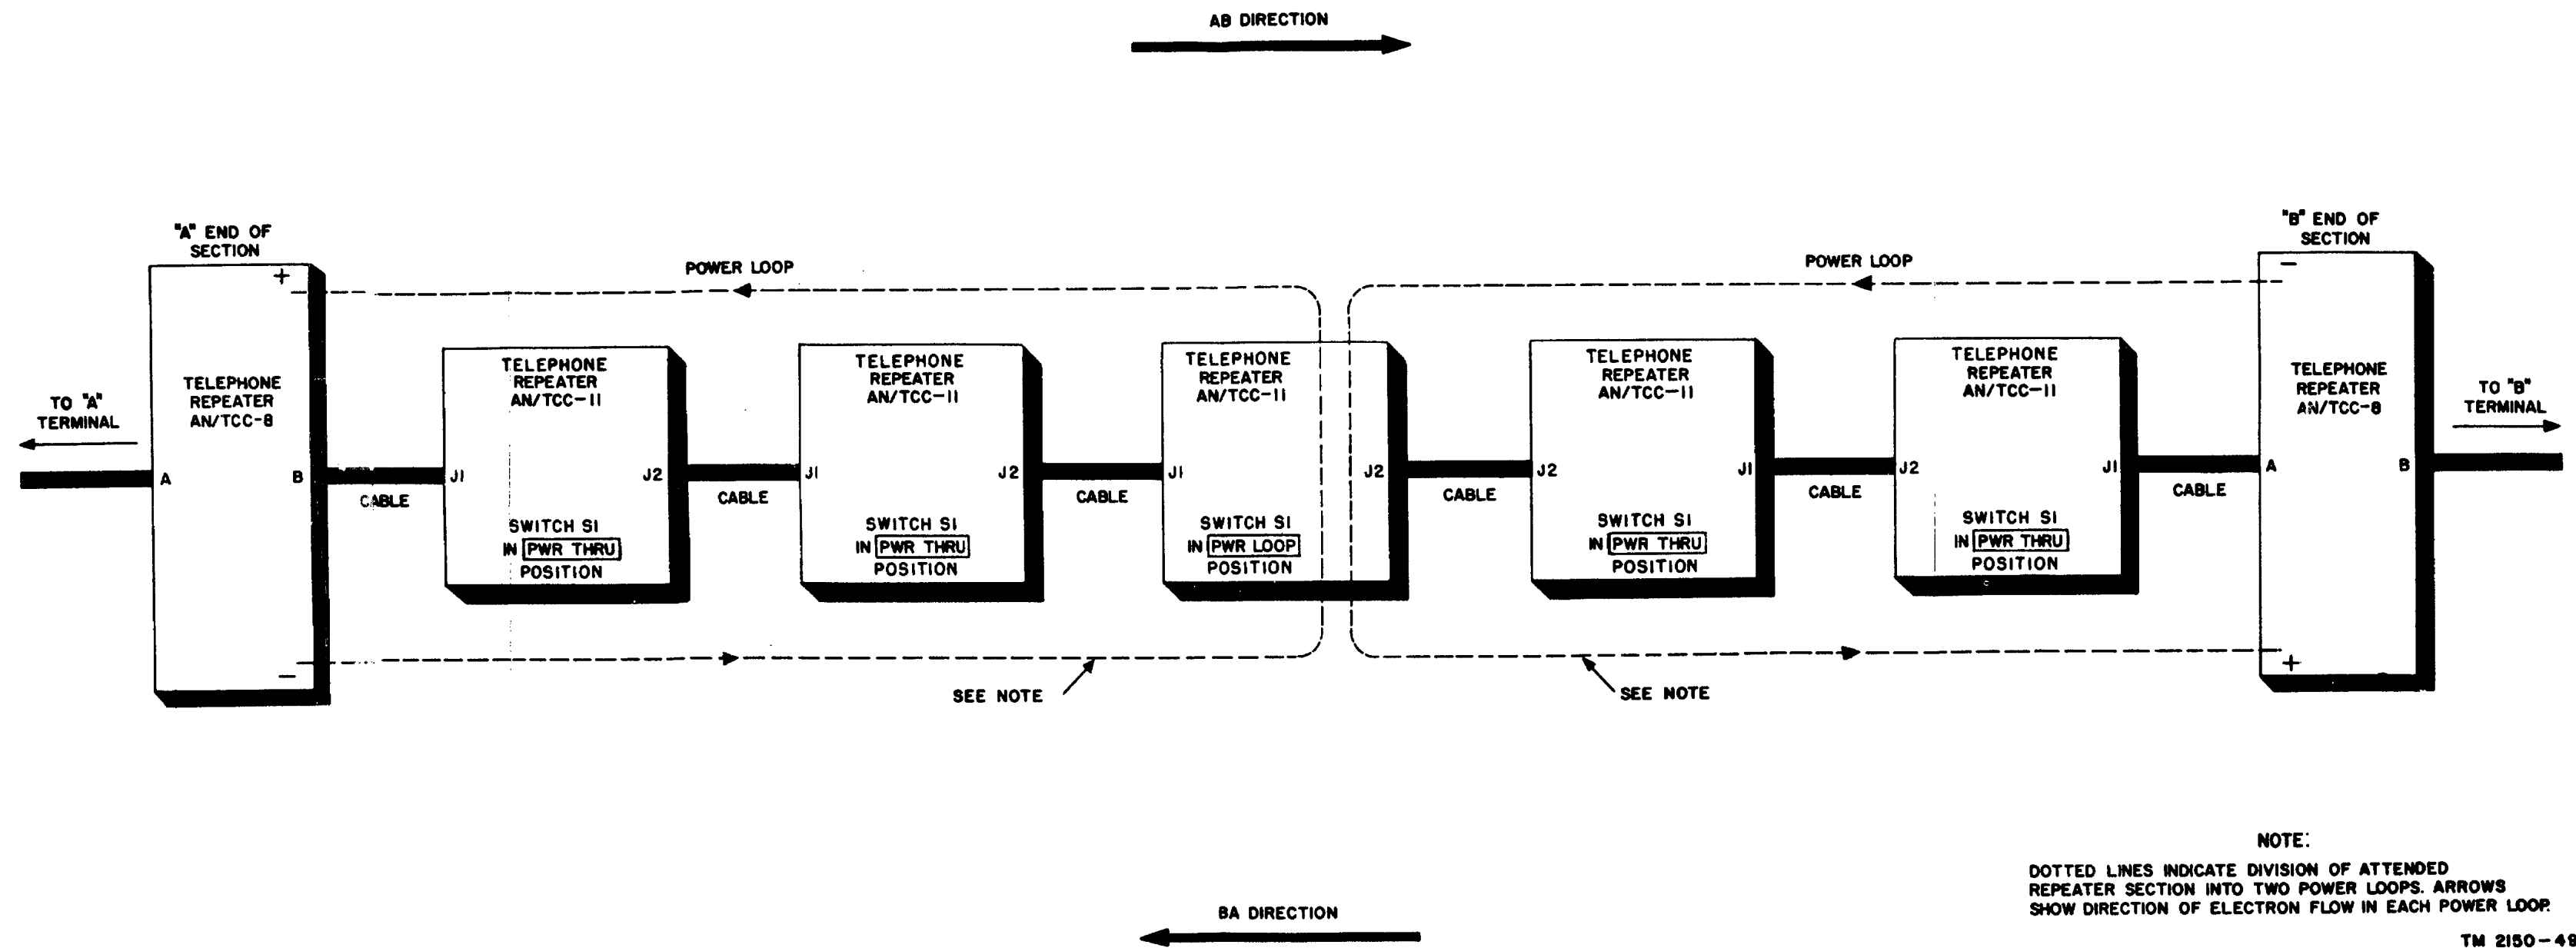 AB DIRECTION
"A" END OF
SECTION
"B" END OF
SECTION
POWER LOOP
POWER LOOP
+
-
-
+
TO "A"
TERMINAL
TELEPHONE
REPEATER
AN/TCC-8
A
B
CABLE
TELEPHONE
REPEATER
AN/TCC-11
J1
J2
SWITCH S1
IN PWR THRU
POSITION
CABLE
TELEPHONE
REPEATER
AN/TCC-11
J1
J2
SWITCH S1
IN PWR THRU
POSITION
CABLE
TELEPHONE
REPEATER
AN/TCC-11
J1
J2
SWITCH S1
IN PWR LOOP
POSITION
CABLE
TELEPHONE
REPEATER
AN/TCC-11
J2
J1
SWITCH S1
IN PWR THRU
POSITION
CABLE
TELEPHONE
REPEATER
AN/TCC-11
J2
J1
SWITCH S1
IN PWR THRU
POSITION
CABLE
TELEPHONE
REPEATER
AN/TCC-8
A
B
TO "B"
TERMINAL
SEE NOTE
SEE NOTE
NOTE:
DOTTED LINES INDICATE DIVISION OF ATTENDED
REPEATER SECTION INTO TWO POWER LOOPS. ARROWS
SHOW DIRECTION OF ELECTRON FLOW IN EACH POWER LOOP.
BA DIRECTION
TM 2150-49